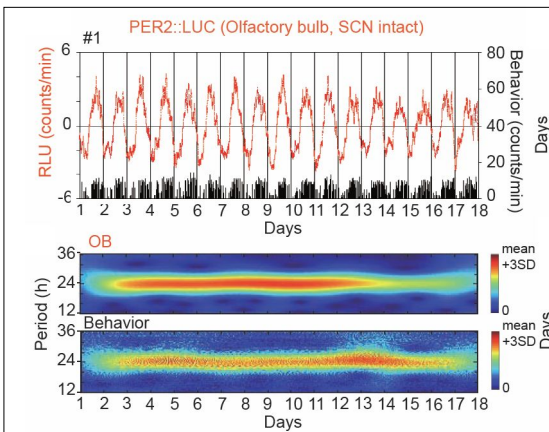 PER2::LUC (Olfactory bulb, SCN intact)
#1
6
0
-6
RLU (counts/min)
80
60
40
20
0
Behavior (counts/min)
Days
1 2 3 4 5 6 7 8 9 10 11 12 13 14 15 16 17 18
Days
OB
36
24
12
mean
+3SD
0
Days
Period (h)
Behavior
36
24
12
mean
+3SD
0
1 2 3 4 5 6 7 8 9 10 11 12 13 14 15 16 17 18
Days